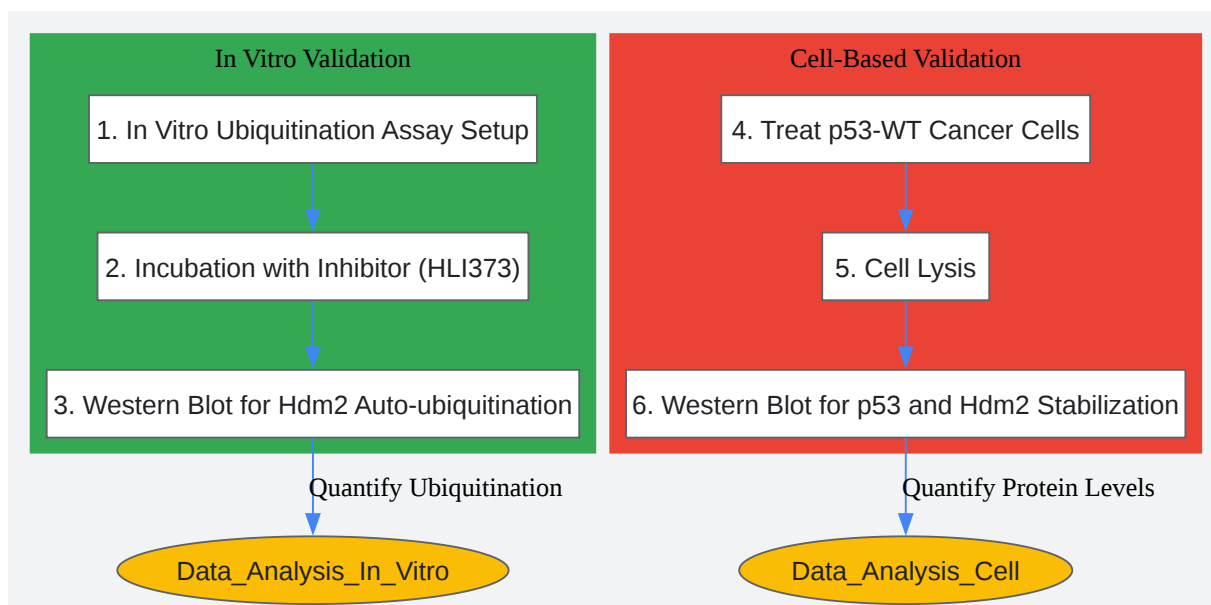 In Vitro Validation
1. In Vitro Ubiquitination Assay Setup
2. Incubation with Inhibitor (HLI373)
3. Western Blot for Hdm2 Auto-ubiquitination
Quantify Ubiquitination
Data_Analysis_In_Vitro
Cell-Based Validation
4. Treat p53-WT Cancer Cells
5. Cell Lysis
6. Western Blot for p53 and Hdm2 Stabilization
Quantify Protein Levels
Data_Analysis_Cell